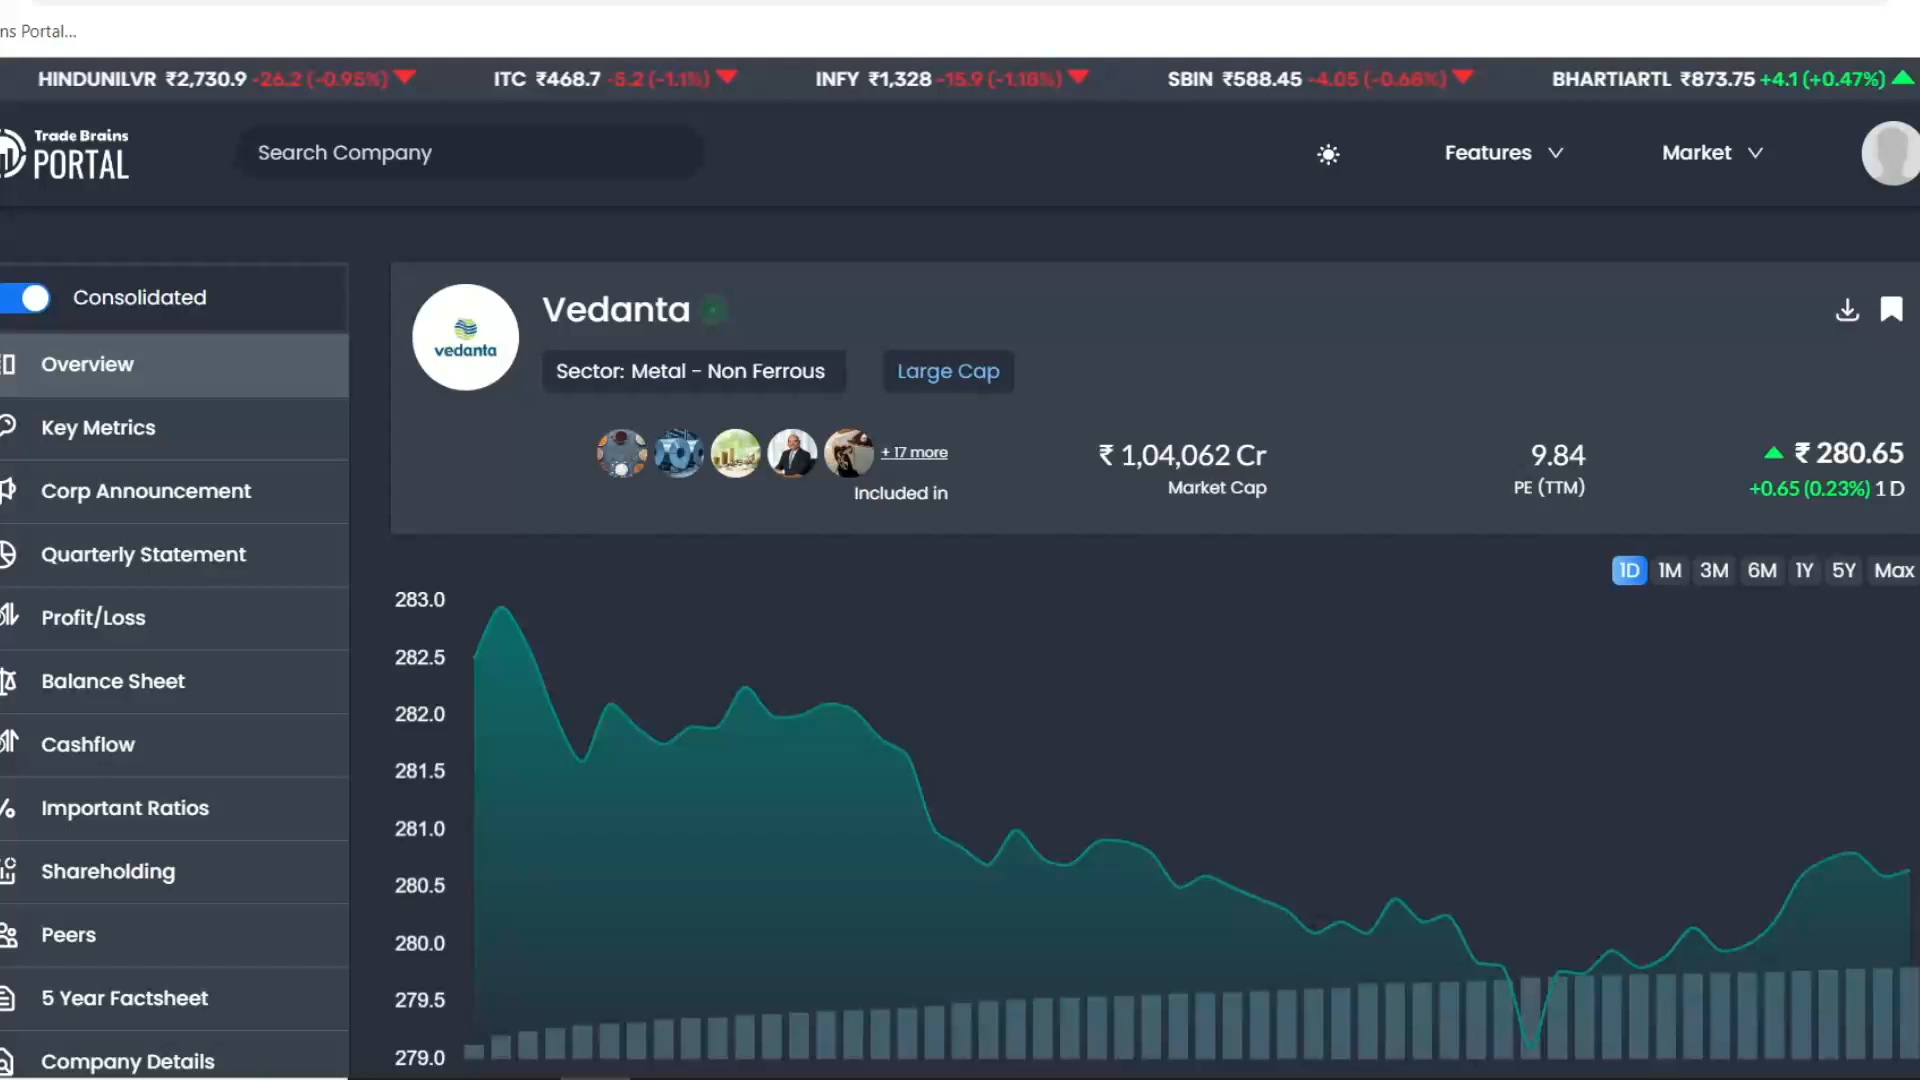 ns Portal...
HINDUNILVR ₹2,730.9 -26.2 (-0.95%) ITC ₹468.7 -5.2 (-1.1%) INFY ₹1,328 -15.9 (-1.18%) SBIN ₹588.45 -4.05 (-0.68%) BHARTIARTL ₹873.75 +4.1 (+0.47%)
Trade Brains
PORTAL
Search Company
Features
Market
Consolidated
Overview
Key Metrics
Corp Announcement
Quarterly Statement
Profit/Loss
Balance Sheet
Cashflow
Important Ratios
Shareholding
Peers
5 Year Factsheet
Company Details
vedanta
Vedanta
Sector: Metal - Non Ferrous
Large Cap
+ 17 more
Included in
₹ 1,04,062 Cr
Market Cap
9.84
PE (TTM)
₹ 280.65
+0.65 (0.23%) 1 D
1D 1M 3M 6M 1Y 5Y Max
283.0
282.5
282.0
281.5
281.0
280.5
280.0
279.5
279.0